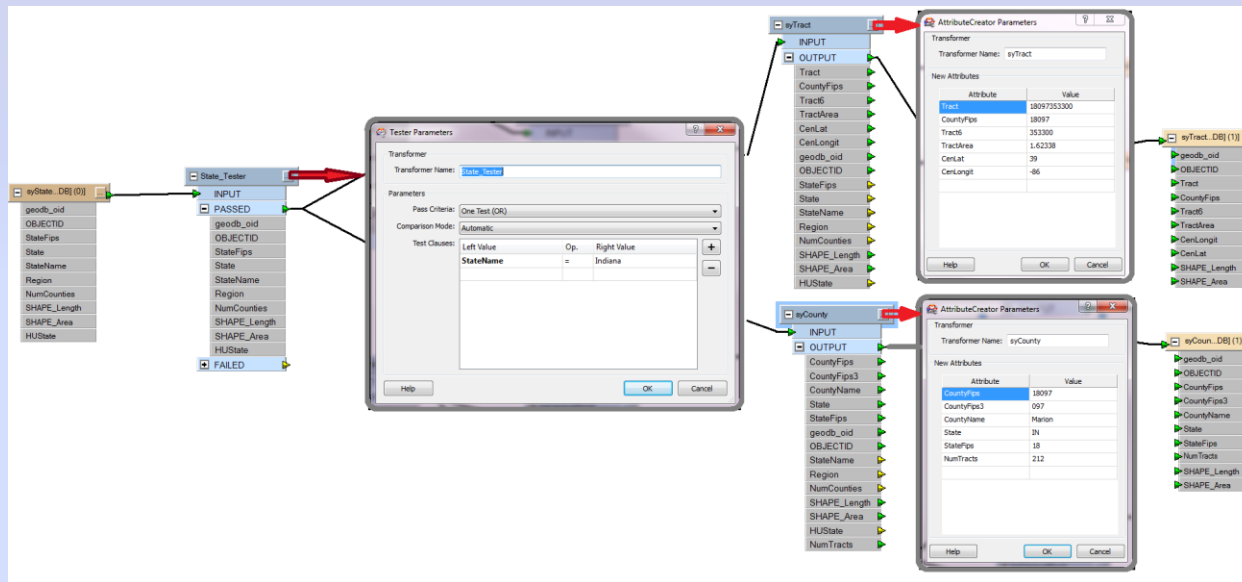 syState...DB] (0)]
geodb_oid
OBJECTID
StateFips
State
StateName
Region
NumCounties
SHAPE_Length
SHAPE_Area
HUState
State_Tester
INPUT
PASSED
geodb_oid
OBJECTID
StateFips
State
StateName
Region
NumCounties
SHAPE_Length
SHAPE_Area
HUState
FAILED
INPUT
Tester Parameters
Transformer
Transformer Name: State_Tester
Parameters
Pass Criteria: One Test (OR)
Comparison Mode: Automatic
Test Clauses: Left Value Op. Right Value
StateName = Indiana
Help OK Cancel
syTract
INPUT
OUTPUT
Tract
CountyFips
Tract6
TractArea
CenLat
CenLongit
geodb_oid
OBJECTID
StateFips
State
StateName
Region
NumCounties
SHAPE_Length
SHAPE_Area
HUState
AttributeCreator Parameters
Transformer
Transformer Name: syTract
New Attributes
Attribute Value
Tract 18097353300
CountyFips 18097
Tract6 353300
TractArea 1.62338
CenLat 39
CenLongit -86
Help OK Cancel
syTract...DB] (1)]
geodb_oid
OBJECTID
Tract
CountyFips
Tract6
TractArea
CenLongit
CenLat
SHAPE_Length
SHAPE_Area
syCounty
INPUT
OUTPUT
CountyFips
CountyFips3
CountyName
State
StateFips
geodb_oid
OBJECTID
StateName
Region
NumCounties
SHAPE_Length
SHAPE_Area
HUState
NumTracts
AttributeCreator Parameters
Transformer
Transformer Name: syCounty
New Attributes
Attribute Value
CountyFips 18097
CountyFips3 097
CountyName Marion
State IN
StateFips 18
NumTracts 212
Help OK Cancel
syCoun...DB] (1)
geodb_oid
OBJECTID
CountyFips
CountyFips3
CountyName
State
StateFips
NumTracts
SHAPE_Length
SHAPE_Area